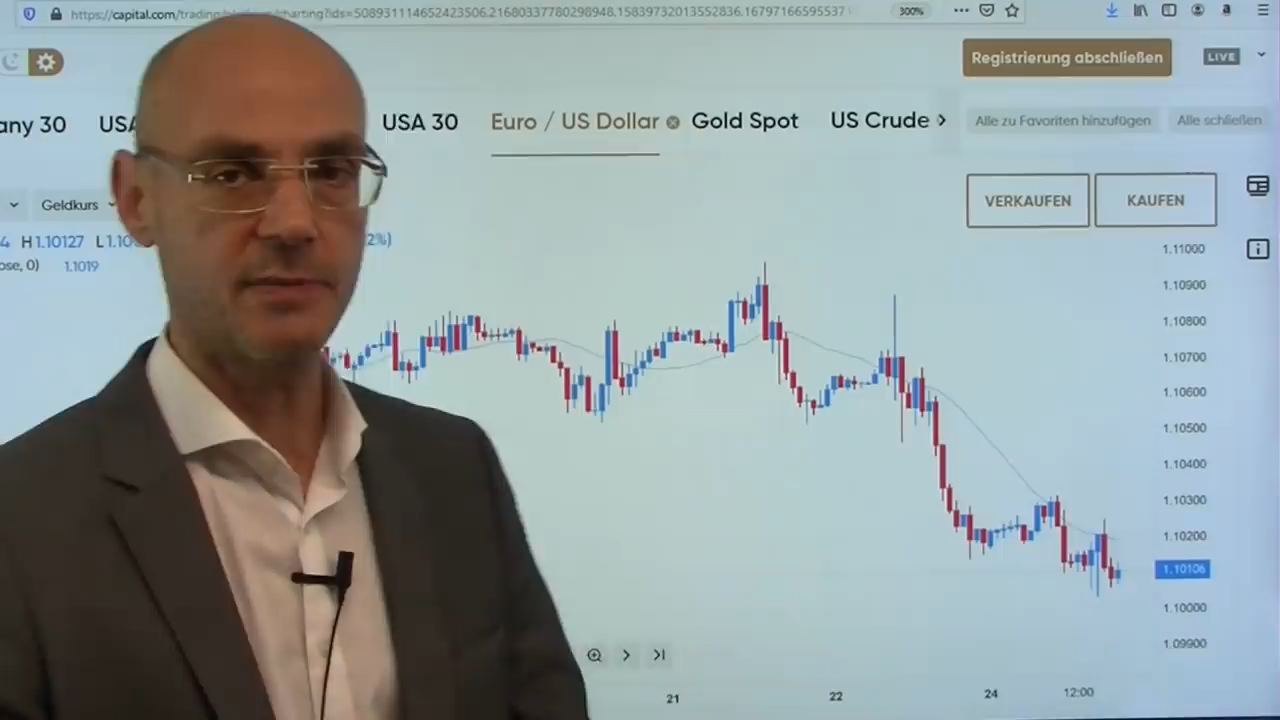 https://capital.com/trading/
charting?ids=508931114652423506.21680337780298948.15839732013552836.16797166595537
300%
Registrierung abschließen
LIVE
any 30
USA
USA 30
Euro / US Dollar
Gold Spot
US Crude
Alle zu Favoriten hinzufügen
Alle schließen
Geldkurs
VERKAUFEN
KAUFEN
4 H1.10127 L1.10
2%)
ose, 0) 1.1019
1.11000
1.10900
1.10800
1.10700
1.10600
1.10500
1.10400
1.10300
1.10200
1.10106
1.10000
1.09900
21
22
24
12:00